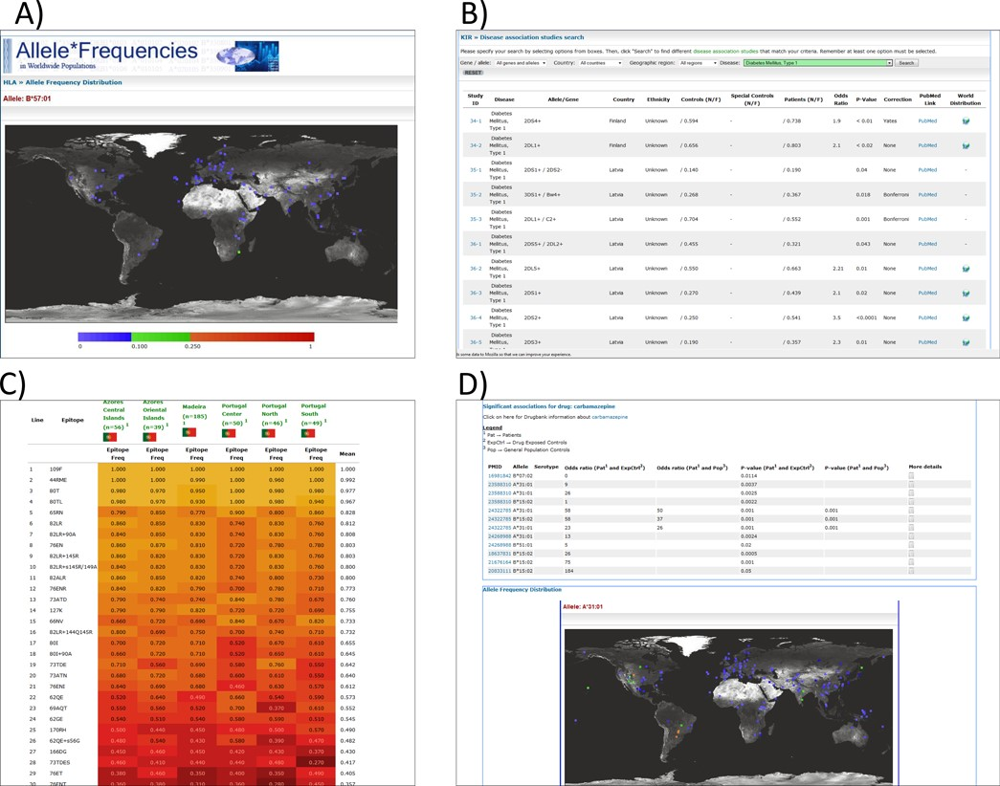 A)
Allele*Frequencies
in Worldwide Populations
HLA » Allele Frequency Distribution
Allele: B*57:01
0 0.100 0.250 1
B)
KIR » Disease association studies search
Please specify your search by selecting options from boxes. Then, click "Search" to find different disease association studies that match your criteria. Remember at least one option must be selected.
Gene / allele: All genes and alleles Country: All countries Geographic region: All regions Disease: Diabetes Mellitus, Type 1 Search
RESET
Study ID Disease Allele/Gene Country Ethnicity Controls (N/F) Special Controls (N/F) Patients (N/F) Odds Ratio P-Value Correction PubMed Link World Distribution
34-1 Diabetes Mellitus, Type 1 2DS4+ Finland Unknown / 0.594 - / 0.738 1.9 < 0.01 Yates PubMed
34-2 Diabetes Mellitus, Type 1 2DL1+ Finland Unknown / 0.656 - / 0.803 2.1 < 0.02 None PubMed
35-1 Diabetes Mellitus, Type 1 2DS1+ / 2DS2- Latvia Unknown / 0.140 - / 0.190 0.04 None PubMed -
35-2 Diabetes Mellitus, Type 1 3DS1+ / Bw4+ Latvia Unknown / 0.268 - / 0.367 0.018 Bonferroni PubMed -
35-3 Diabetes Mellitus, Type 1 2DL1+ / C2+ Latvia Unknown / 0.704 - / 0.552 0.001 Bonferroni PubMed -
36-1 Diabetes Mellitus, Type 1 2DS5+ / 2DL2+ Latvia Unknown / 0.455 - / 0.321 0.043 None PubMed -
36-2 Diabetes Mellitus, Type 1 2DL5+ Latvia Unknown / 0.550 - / 0.663 2.21 0.01 None PubMed
36-3 Diabetes Mellitus, Type 1 2DS1+ Latvia Unknown / 0.270 - / 0.439 2.1 0.02 None PubMed
36-4 Diabetes Mellitus, Type 1 2DS2+ Latvia Unknown / 0.250 - / 0.541 3.5 <0.0001 None PubMed
36-5 Diabetes Mellitus, Type 1 2DS3+ Latvia Unknown / 0.190 - / 0.357 2.3 0.01 None PubMed
is some data to Mozilla so that we can improve your experience.
C)
Line Epitope Azores Central Islands (n=56) 1 Azores Oriental Islands (n=39) 1 Madeira (n=185) 1 Portugal Center (n=50) 1 Portugal North (n=46) 1 Portugal South (n=49) 1
Epitope Freq Epitope Freq Epitope Freq Epitope Freq Epitope Freq Epitope Freq Mean
1 109F 1.000 1.000 1.000 1.000 1.000 1.000 1.000
2 44RME 1.000 1.000 0.990 1.000 0.960 1.000 0.992
3 80T 0.980 0.970 0.950 1.000 0.980 0.980 0.977
4 80TL 0.980 0.970 0.930 1.000 0.980 0.940 0.967
5 65RN 0.790 0.850 0.770 0.900 0.800 0.860 0.828
6 82LR 0.860 0.850 0.830 0.740 0.830 0.760 0.812
7 82LR+90A 0.840 0.850 0.830 0.740 0.830 0.760 0.808
8 76EN 0.860 0.870 0.810 0.720 0.780 0.780 0.803
9 82LR+145R 0.860 0.820 0.830 0.720 0.830 0.760 0.803
10 82LR+s14SR/149A 0.860 0.850 0.830 0.720 0.780 0.760 0.800
11 82ALR 0.860 0.850 0.820 0.740 0.800 0.730 0.800
12 76ENR 0.840 0.820 0.790 0.700 0.780 0.710 0.773
13 73ATD 0.790 0.740 0.740 0.840 0.780 0.670 0.760
14 127K 0.790 0.790 0.820 0.720 0.720 0.690 0.755
15 66NV 0.660 0.720 0.690 0.840 0.670 0.820 0.733
16 82LR+144Q145R 0.800 0.690 0.750 0.700 0.740 0.710 0.732
17 80I 0.700 0.720 0.710 0.520 0.670 0.610 0.655
18 80I+90A 0.660 0.720 0.710 0.520 0.650 0.610 0.645
19 73TDE 0.710 0.560 0.690 0.580 0.760 0.550 0.642
20 73ATN 0.680 0.720 0.680 0.600 0.610 0.550 0.640
21 76ENI 0.640 0.690 0.680 0.460 0.630 0.570 0.612
22 62QE 0.520 0.640 0.490 0.660 0.540 0.590 0.573
23 69AQT 0.550 0.560 0.520 0.700 0.370 0.610 0.552
24 62GE 0.540 0.510 0.540 0.580 0.590 0.510 0.545
25 170RH 0.500 0.440 0.450 0.480 0.500 0.570 0.490
26 62QE+s56G 0.480 0.540 0.430 0.580 0.390 0.470 0.482
27 166DG 0.450 0.460 0.450 0.420 0.430 0.370 0.430
28 73TDES 0.460 0.410 0.440 0.440 0.480 0.270 0.417
29 76ET 0.380 0.460 0.350 0.400 0.350 0.490 0.405
30 76ENT 0.360 0.380 0.310 0.360 0.280 0.450 0.357
D)
Significant associations for drug: carbamazepine
Click on here for Drugbank information about carbamazepine
Legend
1 Pat → Patients
2 ExpCtrl → Drug Exposed Controls
3 Pop → General Population Controls
PMID Allele Serotype Odds ratio (Pat1 and ExpCtrl2) Odds ratio (Pat1 and Pop3) P-value (Pat1 and ExpCtrl2) P-value (Pat1 and Pop3) More details
16981842 B*07:02 0 0.0114
23588310 A*31:01 9 0.0037
23588310 A*31:01 26 0.0025
23588310 B*15:02 1 0.0022
24322785 A*31:01 58 50 0.001 0.001
24322785 B*15:02 58 37 0.001 0.001
24322785 A*31:01 23 26 0.001 0.001
24268988 A*31:01 13 0.0024
24268988 B*51:01 5 0.02
18637831 B*15:02 26 0.0005
21676164 B*15:02 75 0.001
20833111 B*15:02 184 0.05
Allele Frequency Distribution
Allele: A*31:01